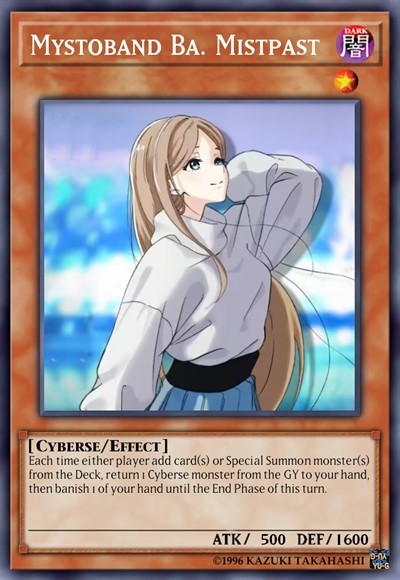 Mystoband Ba. Mistpast
DARK
闇
[Cyberse/Effect]
Each time either player add card(s) or Special Summon monster(s)
from the Deck, return 1 Cyberse monster from the GY to your hand,
then banish 1 of your hand until the End Phase of this turn.
ATK/ 500 DEF/1600
©1996 KAZUKI TAKAHASHI